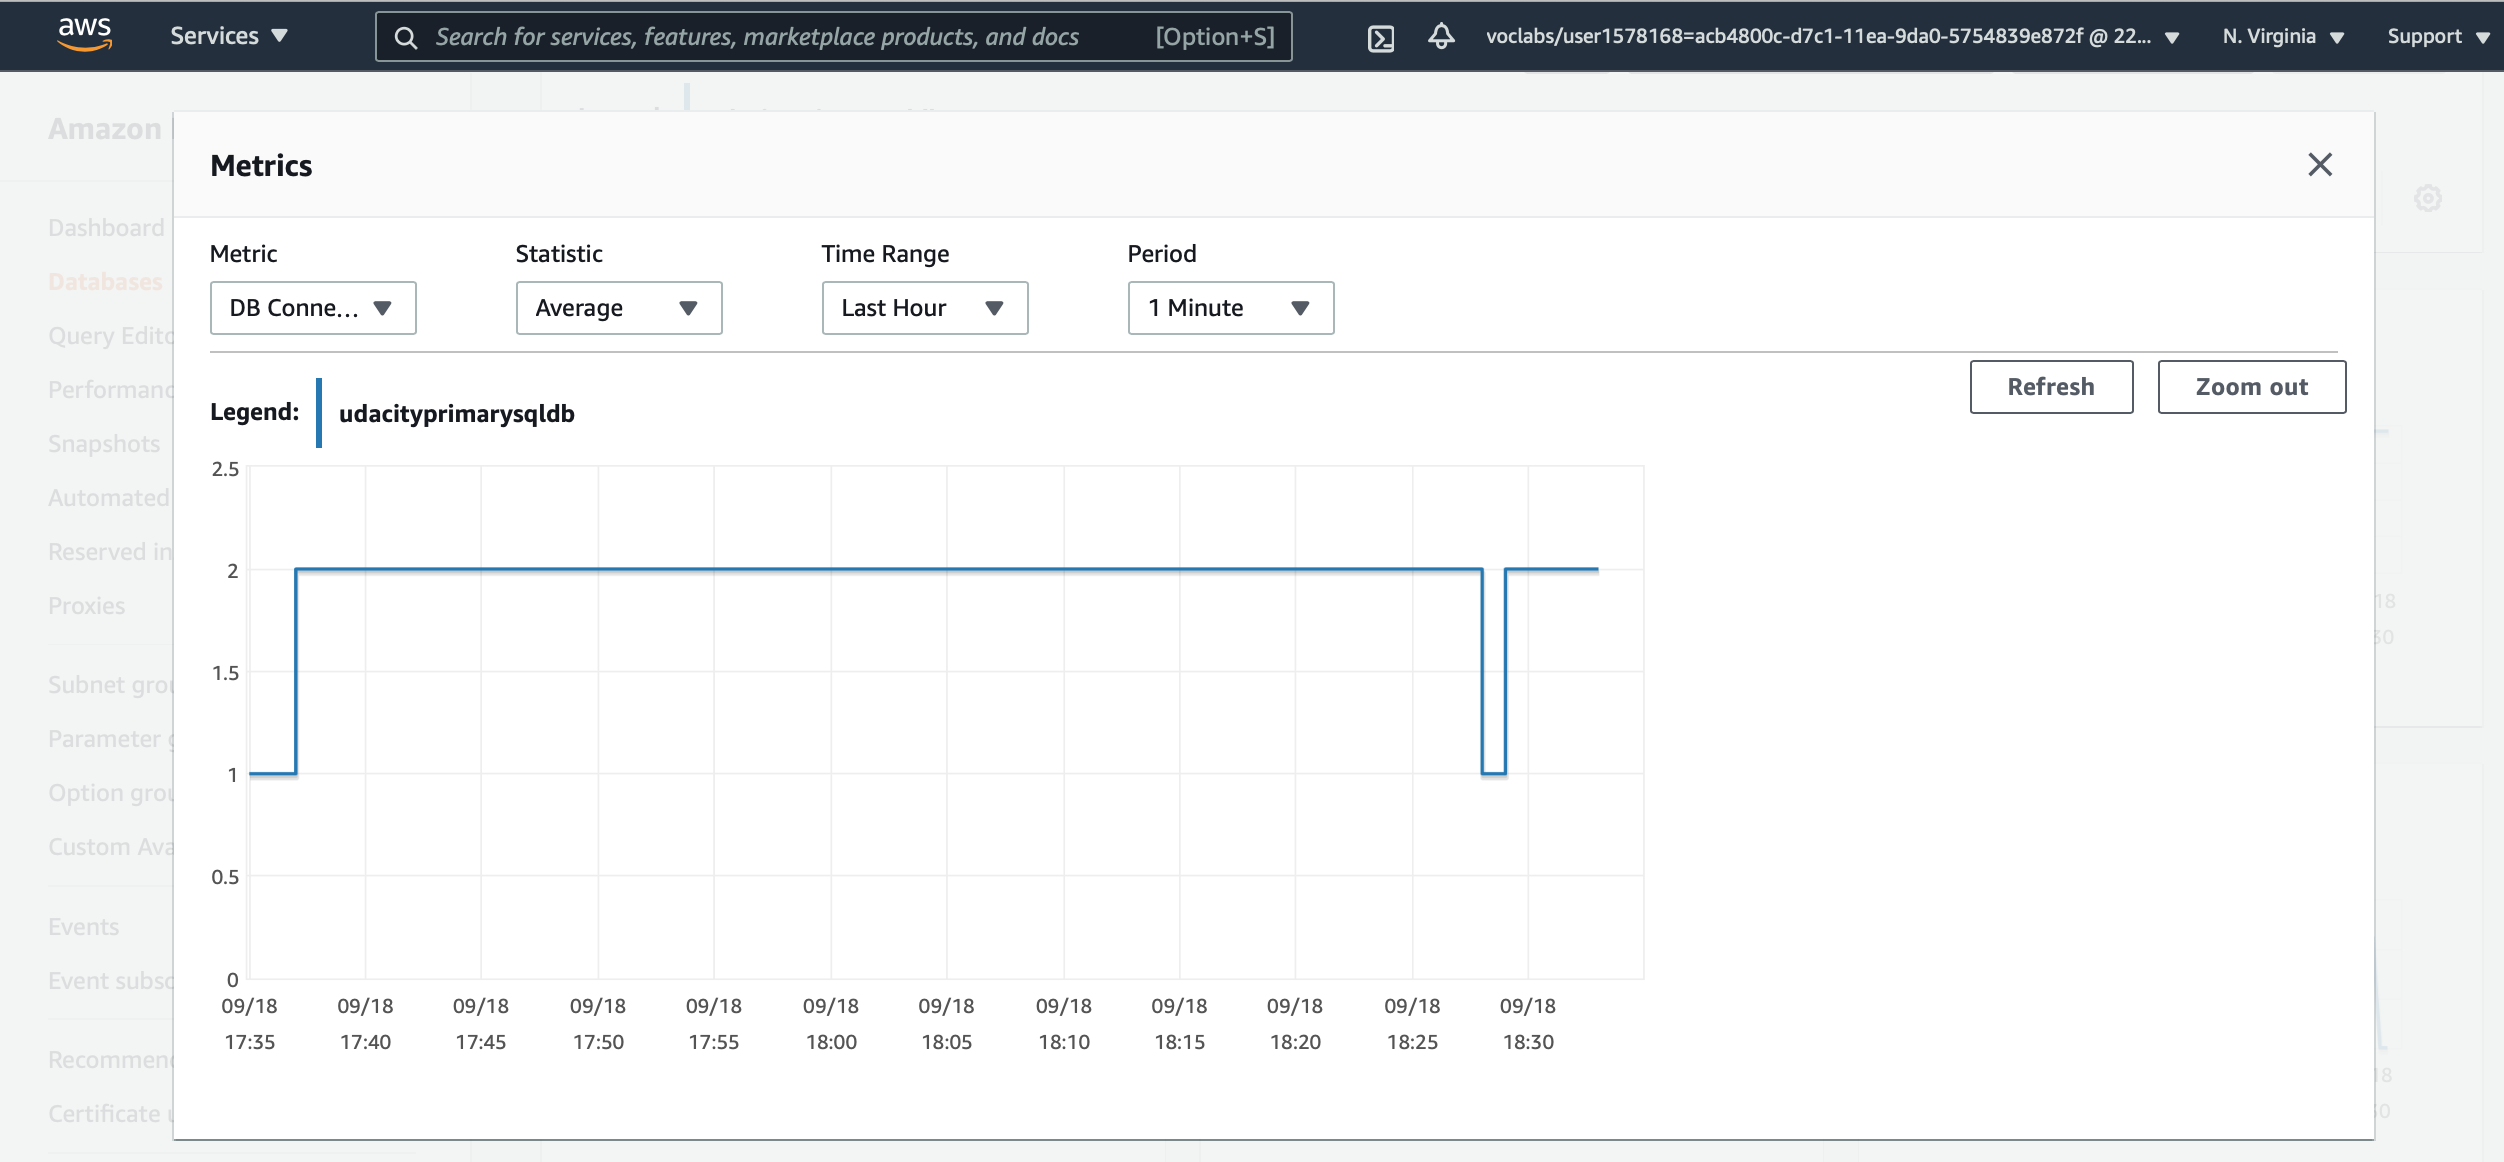 aws Services Search for services, features, marketplace products, and docs [Option+S] voclabs/user1578168=acb4800c-d7c1-11ea-9da0-5754839e872f @ 22... N. Virginia Support
Amazon
Dashboard
Databases
Query Edito
Performanc
Snapshots
Automated
Reserved in
Proxies
Subnet grou
Parameter g
Option grou
Custom Ava
Events
Event subsc
Recommend
Certificate u
Metrics
Metric Statistic Time Range Period
DB Conne... Average Last Hour 1 Minute
Refresh Zoom out
Legend: udacityprimarysqldb
2.5
2
1.5
1
0.5
0
09/18 09/18 09/18 09/18 09/18 09/18 09/18 09/18 09/18 09/18 09/18 09/18
17:35 17:40 17:45 17:50 17:55 18:00 18:05 18:10 18:15 18:20 18:25 18:30
18
30
18